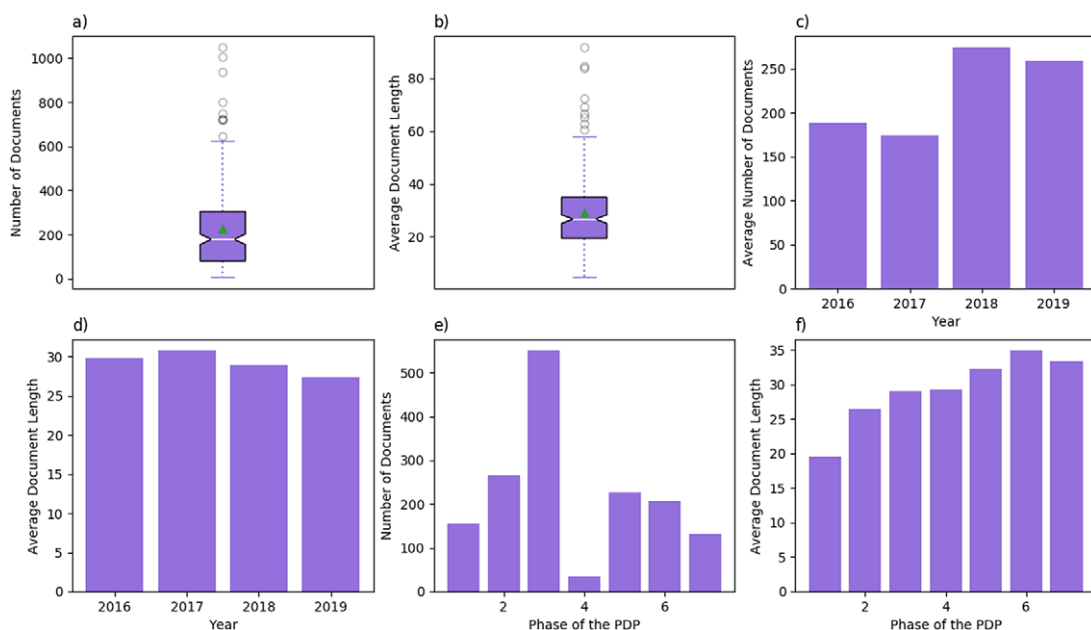 a)
Number of Documents
1000
800
600
400
200
0
b)
Average Document Length
80
60
40
20
c)
Average Number of Documents
250
200
150
100
50
0
2016 2017 2018 2019
Year
d)
Average Document Length
30
25
20
15
10
5
0
2016 2017 2018 2019
Year
e)
Number of Documents
500
400
300
200
100
0
2 4 6
Phase of the PDP
f)
Average Document Length
35
30
25
20
15
10
5
0
2 4 6
Phase of the PDP